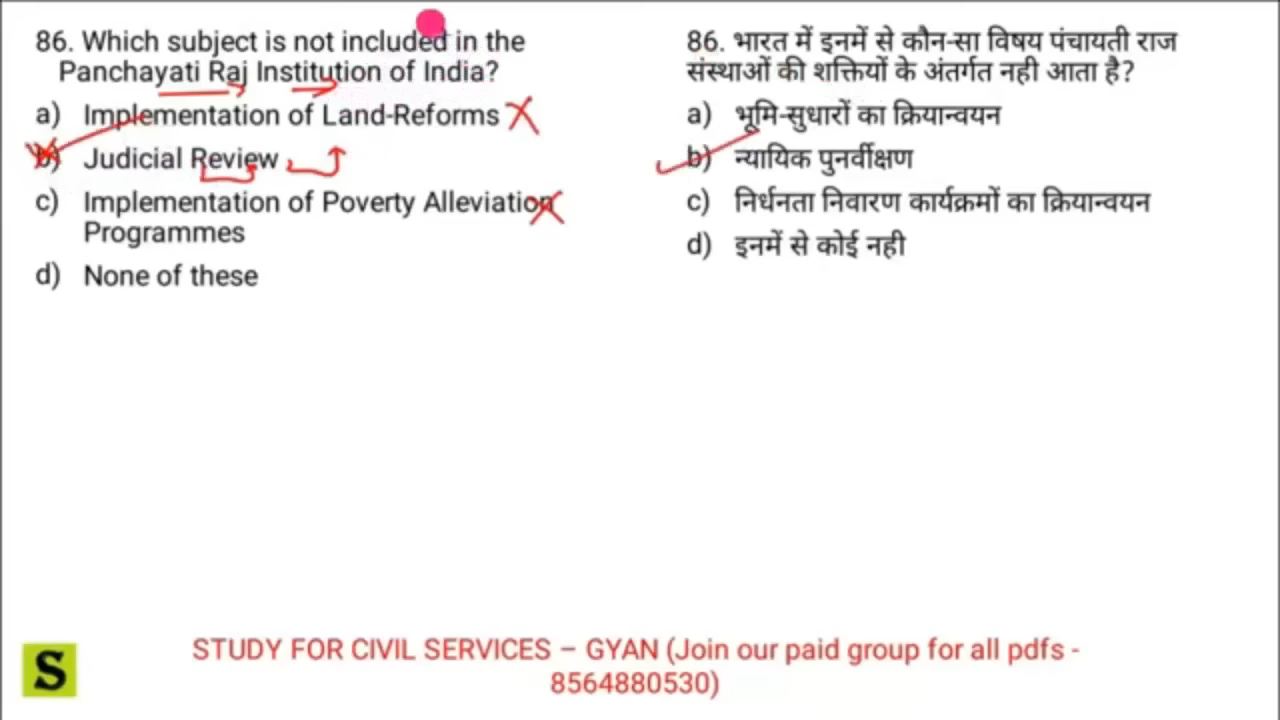 86. Which subject is not included in the
Panchayati Raj Institution of India?
a) Implementation of Land-Reforms
b) Judicial Review
c) Implementation of Poverty Alleviation
Programmes
d) None of these
86. भारत में इनमें से कौन-सा विषय पंचायती राज
संस्थाओं की शक्तियों के अंतर्गत नही आता है?
a) भूमि-सुधारों का क्रियान्वयन
b) न्यायिक पुनर्वीक्षण
c) निर्धनता निवारण कार्यक्रमों का क्रियान्वयन
d) इनमें से कोई नही
S
STUDY FOR CIVIL SERVICES – GYAN (Join our paid group for all pdfs -
8564880530)